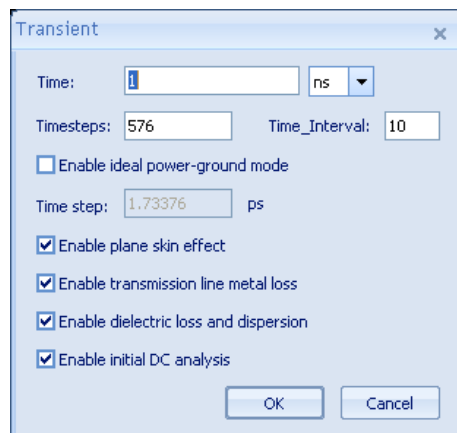 Transient
Time: 1 ns
Timesteps: 576 Time_Interval: 10
Enable ideal power-ground mode
Time step: 1.73376 ps
Enable plane skin effect
Enable transmission line metal loss
Enable dielectric loss and dispersion
Enable initial DC analysis
OK Cancel